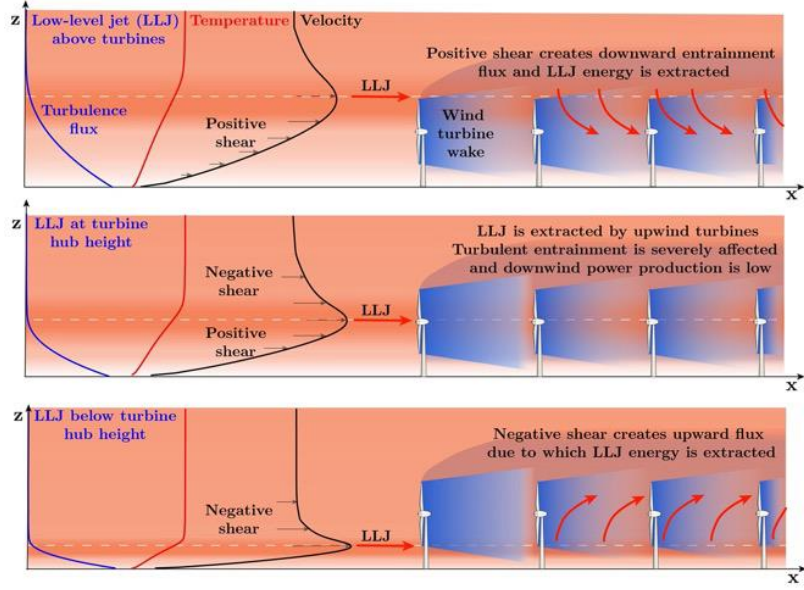 z
Low-level jet (LLJ)
above turbines
Temperature
Velocity
Positive shear creates downward entrainment
flux and LLJ energy is extracted
LLJ
Turbulence
flux
Positive
shear
Wind
turbine
wake
x
z
LLJ at turbine
hub height
LLJ is extracted by upwind turbines
Turbulent entrainment is severely affected
and downwind power production is low
Negative
shear
LLJ
Positive
shear
x
z
LLJ below turbine
hub height
Negative shear creates upward flux
due to which LLJ energy is extracted
Negative
shear
LLJ
x